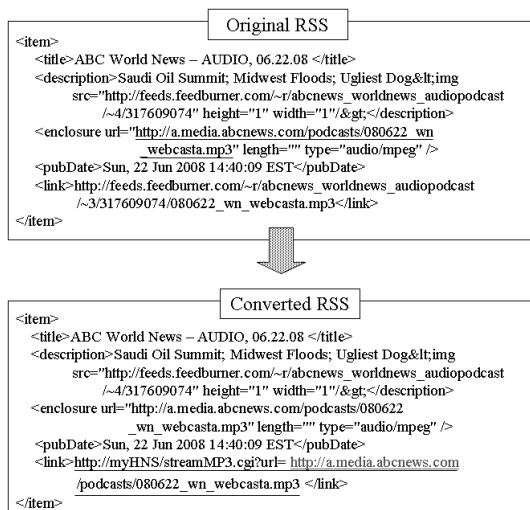 Original RSS
<item>
<title>ABC World News – AUDIO, 06.22.08 </title>
<description>Saudi Oil Summit; Midwest Floods; Ugliest Dog&lt;img
src="http://feeds.feedburner.com/~r/abcnews_worldnews_audiopodcast
/~4/317609074" height="1" width="1"/&gt;</description>
<enclosure url="http://a.media.abcnews.com/podcasts/080622_wn
_webcasta.mp3" length="" type="audio/mpeg" />
<pubDate>Sun, 22 Jun 2008 14:40:09 EST</pubDate>
<link>http://feeds.feedburner.com/~r/abcnews_worldnews_audiopodcast
/~3/317609074/080622_wn_webcasta.mp3</link>
</item>
Converted RSS
<item>
<title>ABC World News – AUDIO, 06.22.08 </title>
<description>Saudi Oil Summit; Midwest Floods; Ugliest Dog&lt;img
src="http://feeds.feedburner.com/~r/abcnews_worldnews_audiopodcast
/~4/317609074" height="1" width="1"/&gt;</description>
<enclosure url="http://a.media.abcnews.com/podcasts/080622
_wn_webcasta.mp3" length="" type="audio/mpeg" />
<pubDate>Sun, 22 Jun 2008 14:40:09 EST</pubDate>
<link>http://myHNS/streamMP3.cgi?url= http://a.media.abcnews.com
/podcasts/080622_wn_webcasta.mp3 </link>
</item>